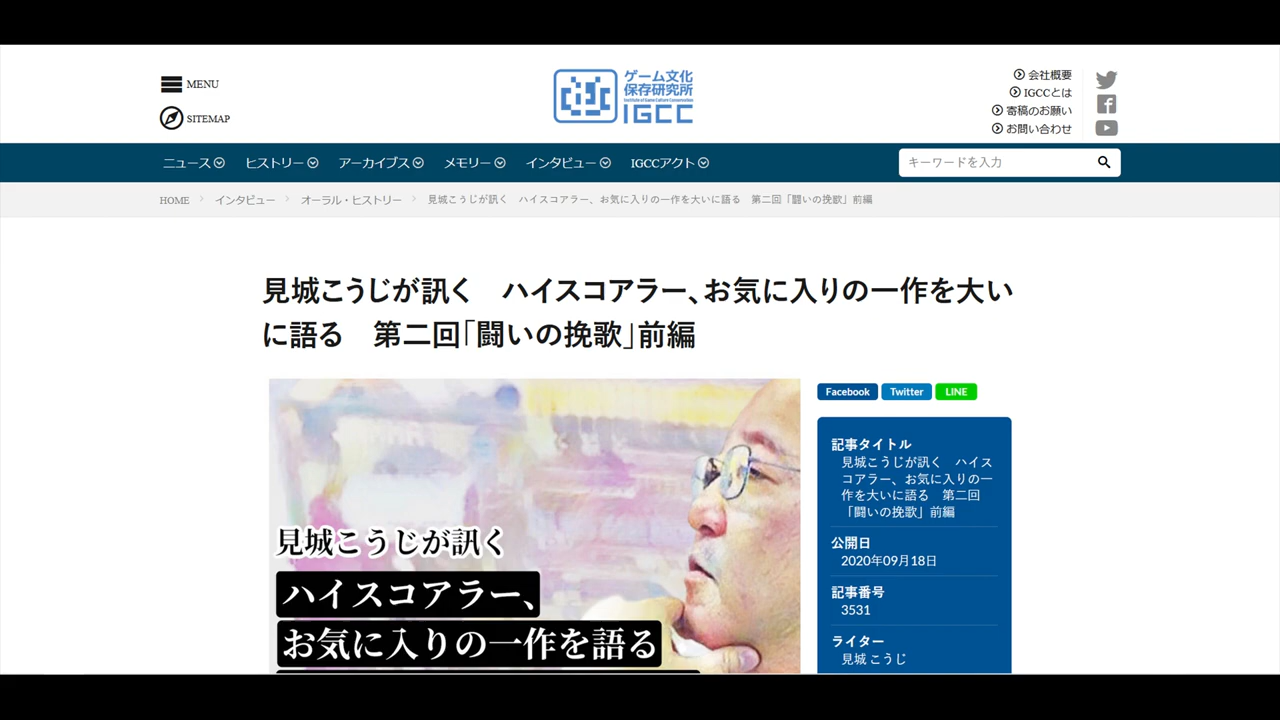 MENU
SITEMAP
ゲーム文化
保存研究所
Institute of Game Culture Conservation
IGCC
会社概要
IGCCとは
寄稿のお願い
お問い合わせ
ニュース
ヒストリー
アーカイブス
メモリー
インタビュー
IGCCアクト
キーワードを入力
HOME > インタビュー > オーラル・ヒストリー > 見城こうじが訊く　ハイスコアラー、お気に入りの一作を大いに語る　第二回「闘いの挽歌」前編
見城こうじが訊く　ハイスコアラー、お気に入りの一作を大い
に語る　第二回「闘いの挽歌」前編
見城こうじが訊く
ハイスコアラー、
お気に入りの一作を語る
Facebook
Twitter
LINE
記事タイトル
見城こうじが訊く　ハイス
コアラー、お気に入りの一
作を大いに語る　第二回
「闘いの挽歌」前編
公開日
2020年09月18日
記事番号
3531
ライター
見城 こうじ